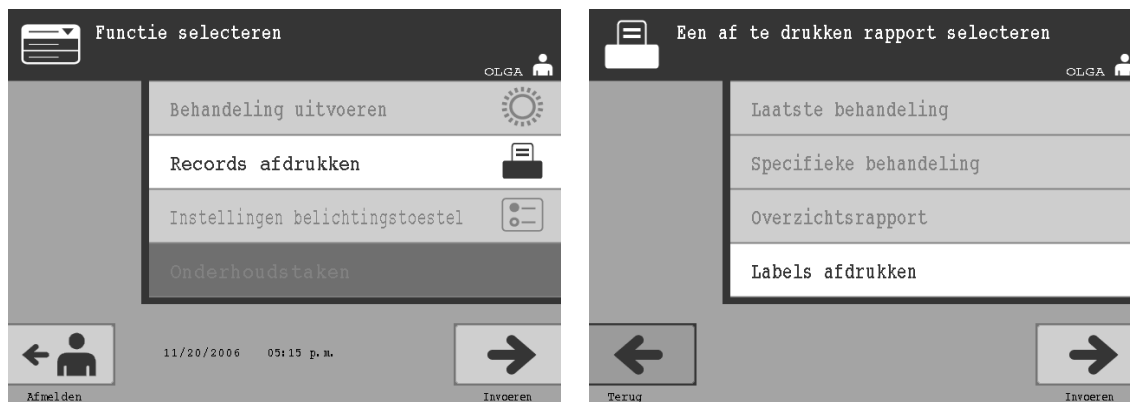 Functie selecteren
OLGA
Behandeling uitvoeren
Records afdrukken
Instellingen belichtingstoestel
Onderhoudstaken
11/20/2006 05:15 p.m.
Afmelden
Invoeren
Een af te drukken rapport selecteren
OLGA
Laatste behandeling
Specifieke behandeling
Overzichtsrapport
Labels afdrukken
Terug
Invoeren